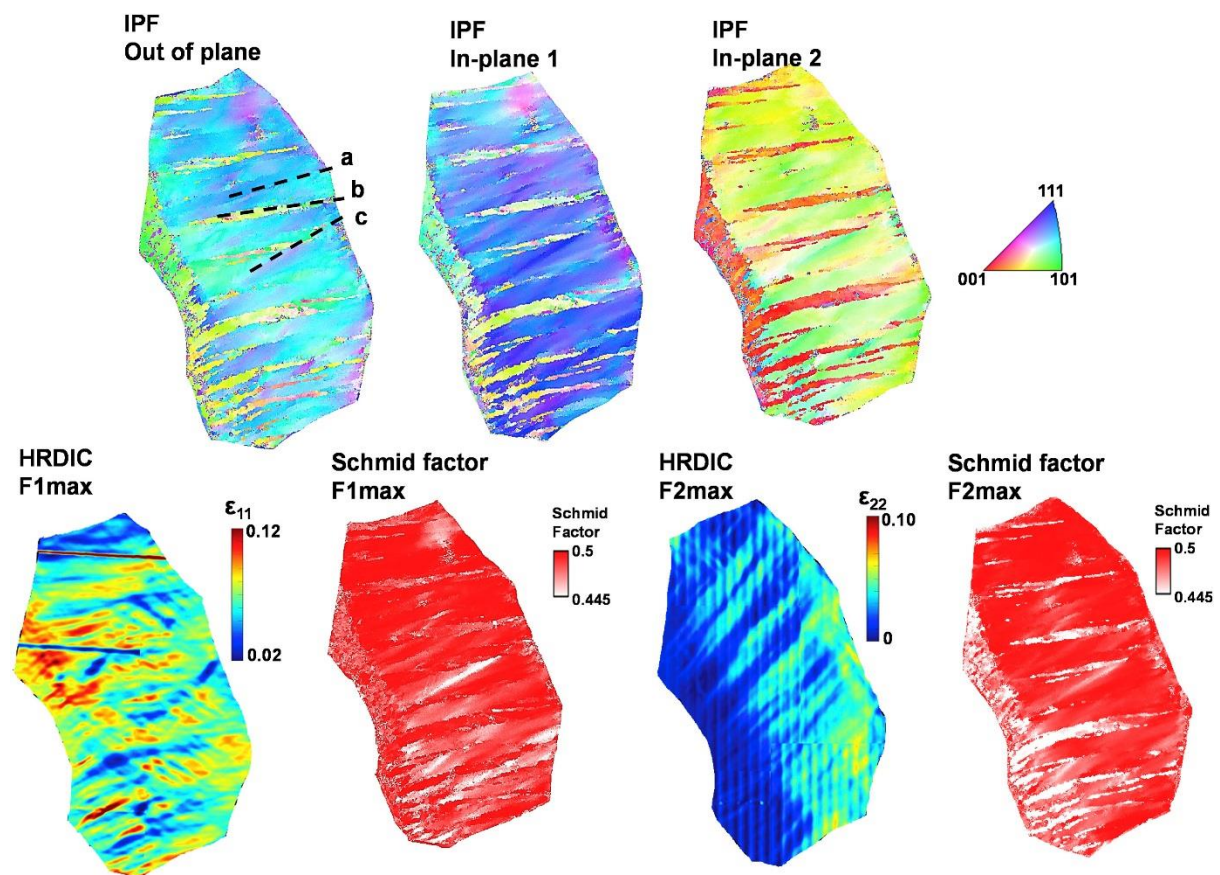 IPF
Out of plane
IPF
In-plane 1
IPF
In-plane 2
a
b
c
111
001
101
HRDIC
F1max
ε11
0.12
0.02
Schmid factor
F1max
Schmid
Factor
0.5
0.445
HRDIC
F2max
ε22
0.10
0
Schmid factor
F2max
Schmid
Factor
0.5
0.445